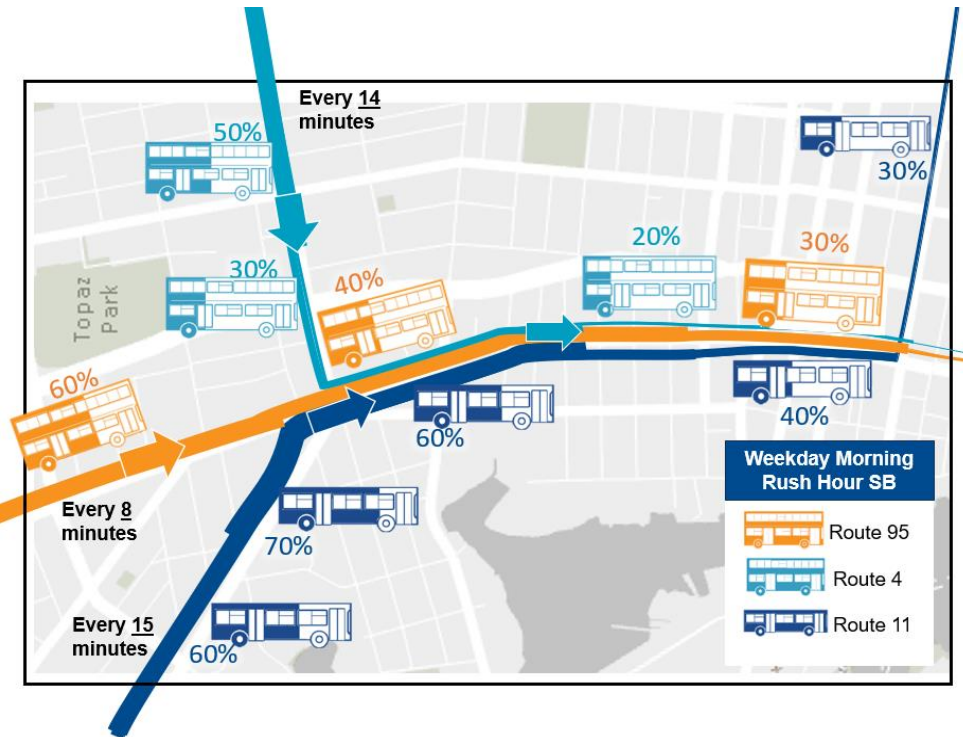 Every 14
minutes
50%
30%
30%
40%
20%
30%
Topaz
Park
60%
60%
40%
Every 8
minutes
70%
Every 15
minutes
60%
Weekday Morning
Rush Hour SB
Route 95
Route 4
Route 11